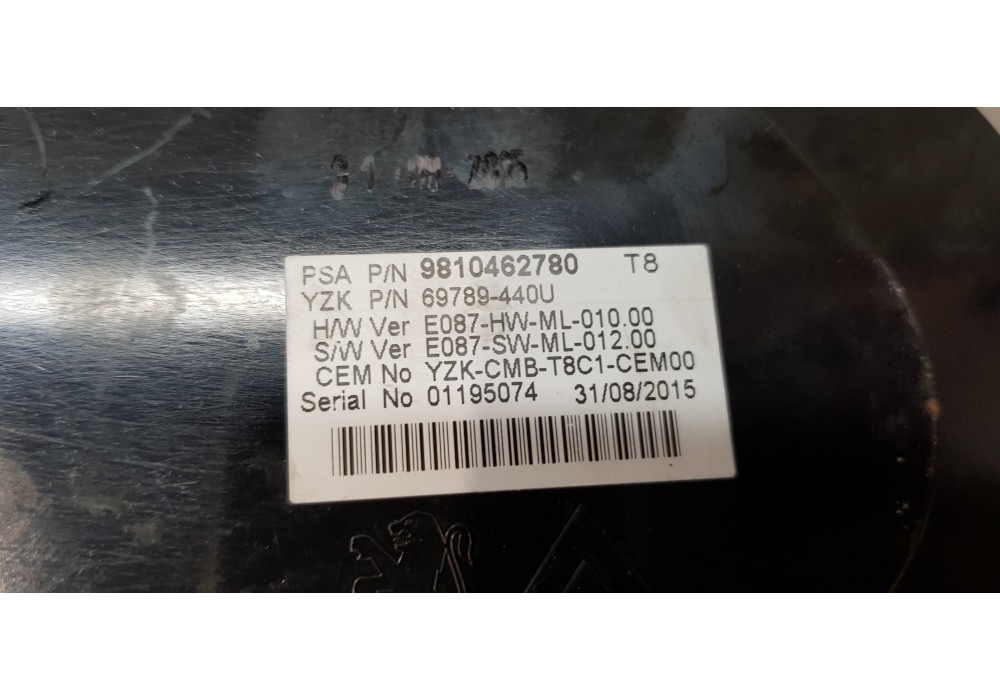 PSA P/N 9810462780 T8
YZK P/N 69789-440U
H/W Ver E087-HW-ML-010.00
S/W Ver E087-SW-ML-012.00
CEM No YZK-CMB-T8C1-CEM00
Serial No 01195074 31/08/2015